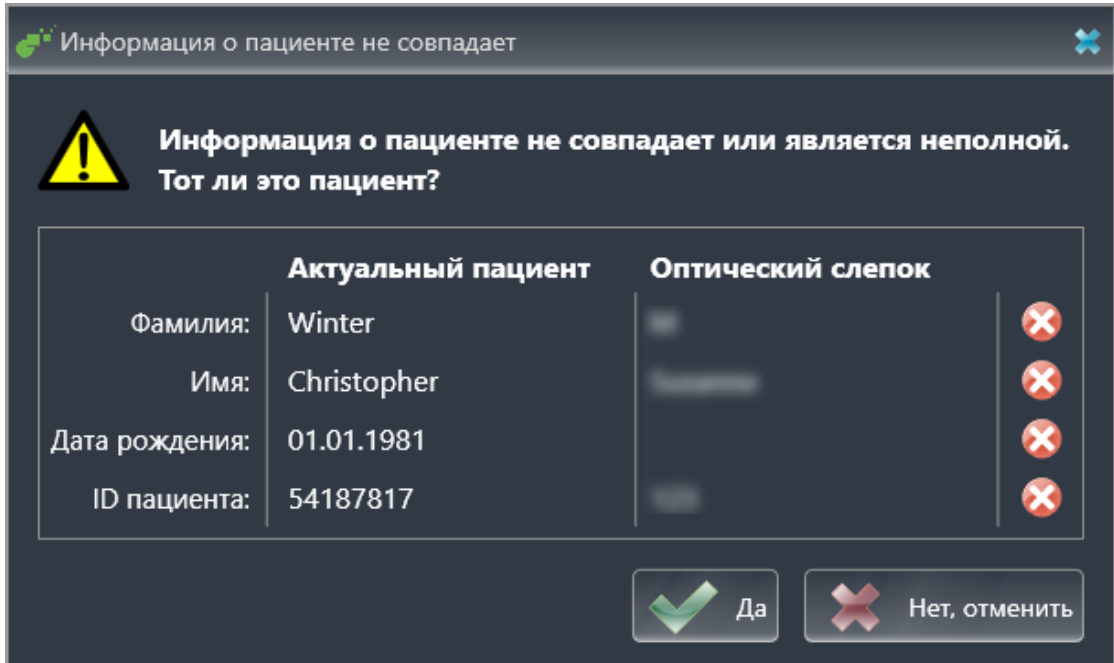 Информация о пациенте не совпадает
Информация о пациенте не совпадает или является неполной.
Тот ли это пациент?
Актуальный пациент Оптический слепок
Фамилия: Winter
Имя: Christopher
Дата рождения: 01.01.1981
ID пациента: 54187817
Да Нет, отменить